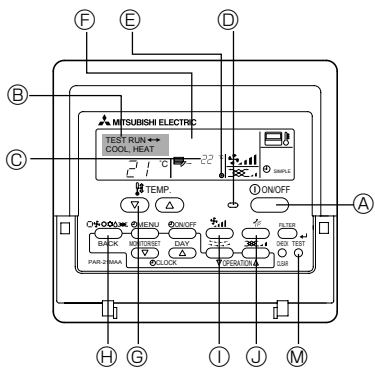 Ⓕ Ⓔ Ⓓ
Ⓑ
MITSUBISHI ELECTRIC
TEST RUN ↔
COOL, HEAT
Ⓒ
21 °C 22 °C
SIMPLE
TEMP. ON/OFF
▽ △
Ⓐ
MENU ON/OFF FILTER
BACK MONITOR/SET DAY CHECK TEST
▽ △ ▽ OPERATION △ CLEAR
PAR-21MAA CLOCK
Ⓗ Ⓖ Ⓘ Ⓙ Ⓜ